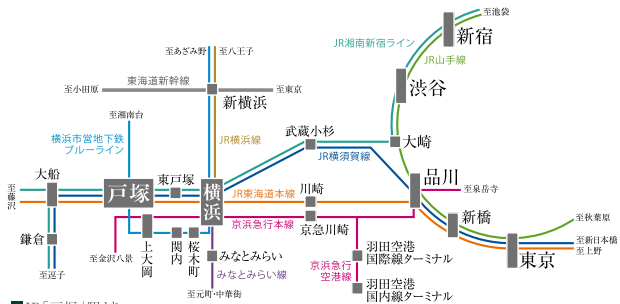 至池袋
新宿
JR湘南新宿ライン
JR山手線
至あざみ野
至八王子
東海道新幹線
渋谷
至小田原
至東京
新横浜
至湘南台
横浜市営地下鉄
ブルーライン
JR横浜線
武蔵小杉
大崎
JR横須賀線
大船
東戸塚
品川
至藤沢
戸塚
横浜
JR東海道本線
川崎
至泉岳寺
京浜急行本線
京急川崎
新橋
至秋葉原
鎌倉
上大岡
関内
桜木町
至金沢八景
みなとみらい
羽田空港
国際線ターミナル
至新日本橋
至上野
東京
京浜急行
空港線
至逗子
みなとみらい線
羽田空港
国内線ターミナル
至元町・中華街